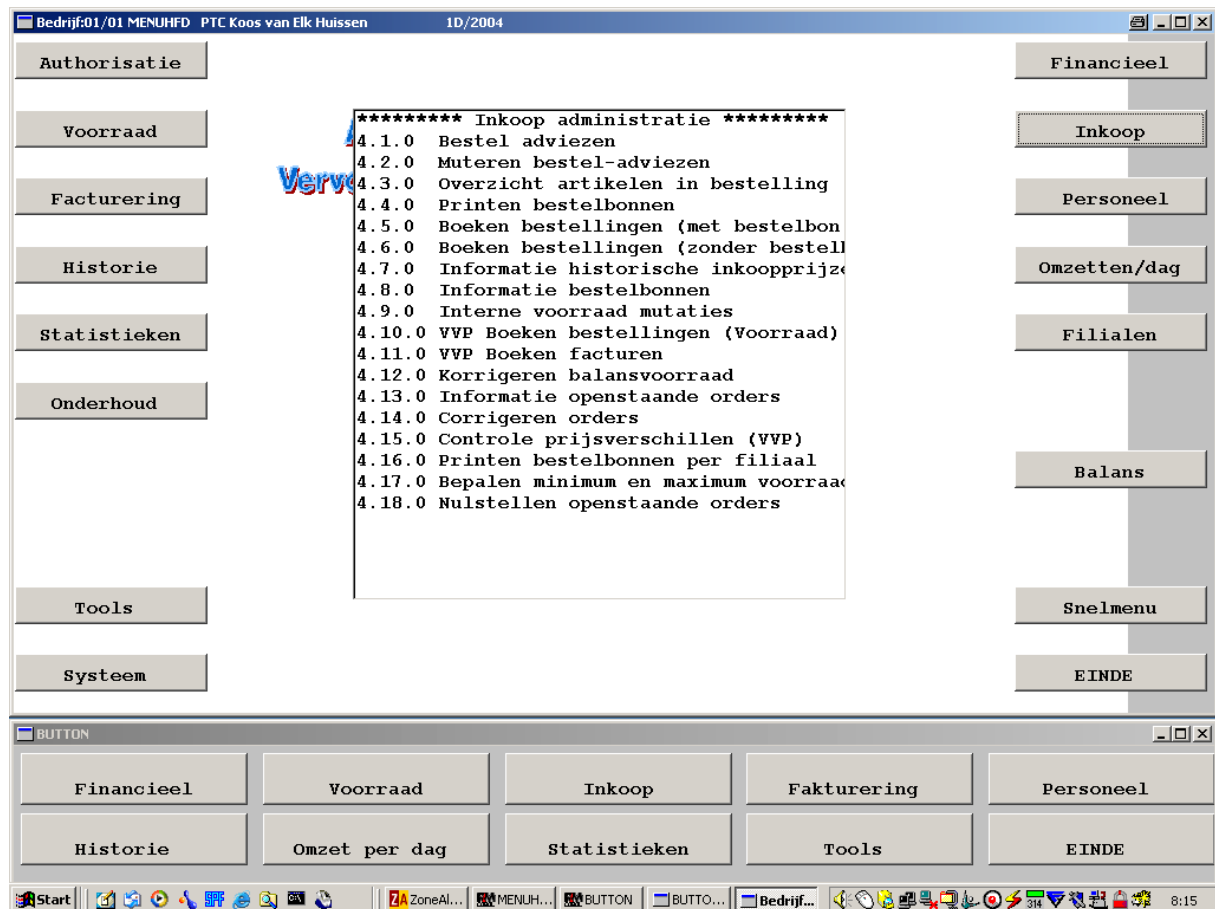 Bedrijf:01/01 MENUHFD PTC Koos van Elk Huissen 1D/2004
Authorisatie
Financieel
Voorraad
Inkoop
Facturering
Personeel
Historie
Omzetten/dag
Statistieken
Filialen
Onderhoud
Balans
Tools
Snelmenu
Systeem
EINDE
********* Inkoop administratie *********
4.1.0 Bestel adviezen
4.2.0 Muteren bestel-adviezen
4.3.0 Overzicht artikelen in bestelling
4.4.0 Printen bestelbonnen
4.5.0 Boeken bestellingen (met bestelbon
4.6.0 Boeken bestellingen (zonder bestell
4.7.0 Informatie historische inkoopprijze
4.8.0 Informatie bestelbonnen
4.9.0 Interne voorraad mutaties
4.10.0 VVP Boeken bestellingen (Voorraad)
4.11.0 VVP Boeken facturen
4.12.0 Korrigeren balansvoorraad
4.13.0 Informatie openstaande orders
4.14.0 Corrigeren orders
4.15.0 Controle prijsverschillen (VVP)
4.16.0 Printen bestelbonnen per filiaal
4.17.0 Bepalen minimum en maximum voorraad
4.18.0 Nulstellen openstaande orders
BUTTON
Financieel Voorraad Inkoop Fakturering Personeel
Historie Omzet per dag Statistieken Tools EINDE
Start ZoneAl... MENUH... BUTTON BUTTO... Bedrijf... 314 8:15